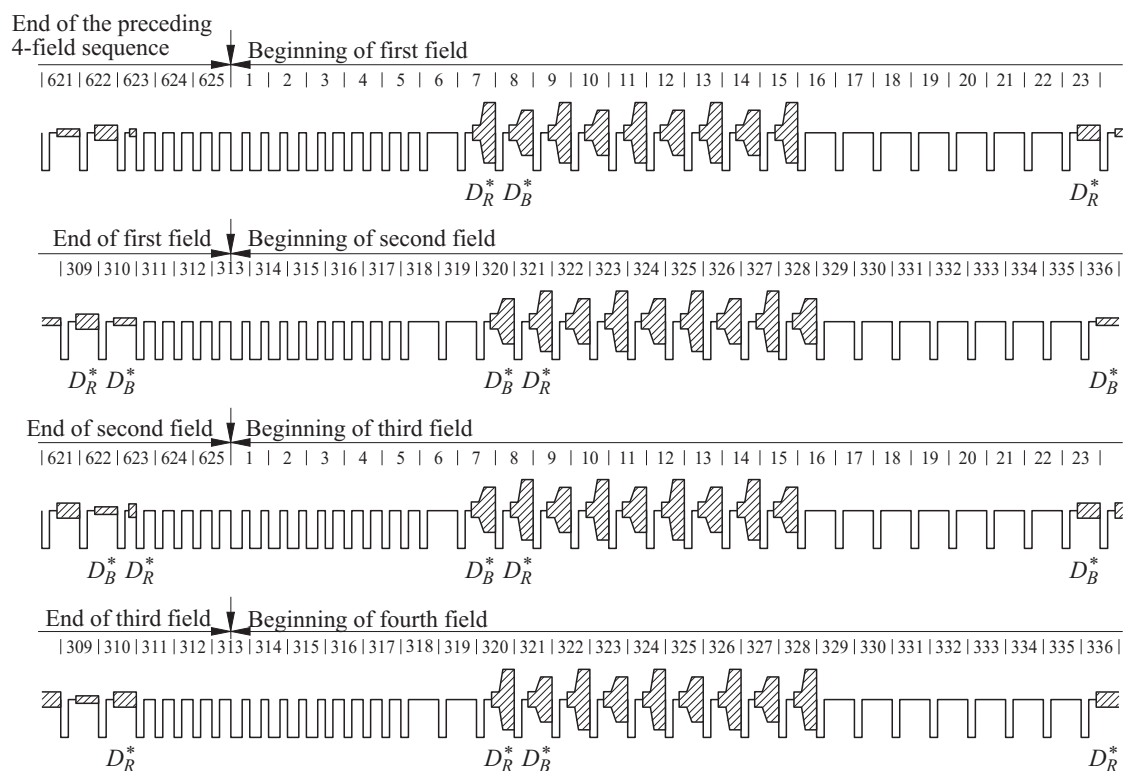 End of the preceding
4-field sequence
Beginning of first field
| 621 | 622 | 623 | 624 | 625 | 1 | 2 | 3 | 4 | 5 | 6 | 7 | 8 | 9 | 10 | 11 | 12 | 13 | 14 | 15 | 16 | 17 | 18 | 19 | 20 | 21 | 22 | 23 |
D*R D*B D*R
End of first field Beginning of second field
| 309 | 310 | 311 | 312 | 313 | 314 | 315 | 316 | 317 | 318 | 319 | 320 | 321 | 322 | 323 | 324 | 325 | 326 | 327 | 328 | 329 | 330 | 331 | 332 | 333 | 334 | 335 | 336 |
D*R D*B D*B D*R D*B
End of second field Beginning of third field
| 621 | 622 | 623 | 624 | 625 | 1 | 2 | 3 | 4 | 5 | 6 | 7 | 8 | 9 | 10 | 11 | 12 | 13 | 14 | 15 | 16 | 17 | 18 | 19 | 20 | 21 | 22 | 23 |
D*B D*R D*B D*R D*B
End of third field Beginning of fourth field
| 309 | 310 | 311 | 312 | 313 | 314 | 315 | 316 | 317 | 318 | 319 | 320 | 321 | 322 | 323 | 324 | 325 | 326 | 327 | 328 | 329 | 330 | 331 | 332 | 333 | 334 | 335 | 336 |
D*R D*R D*B D*R